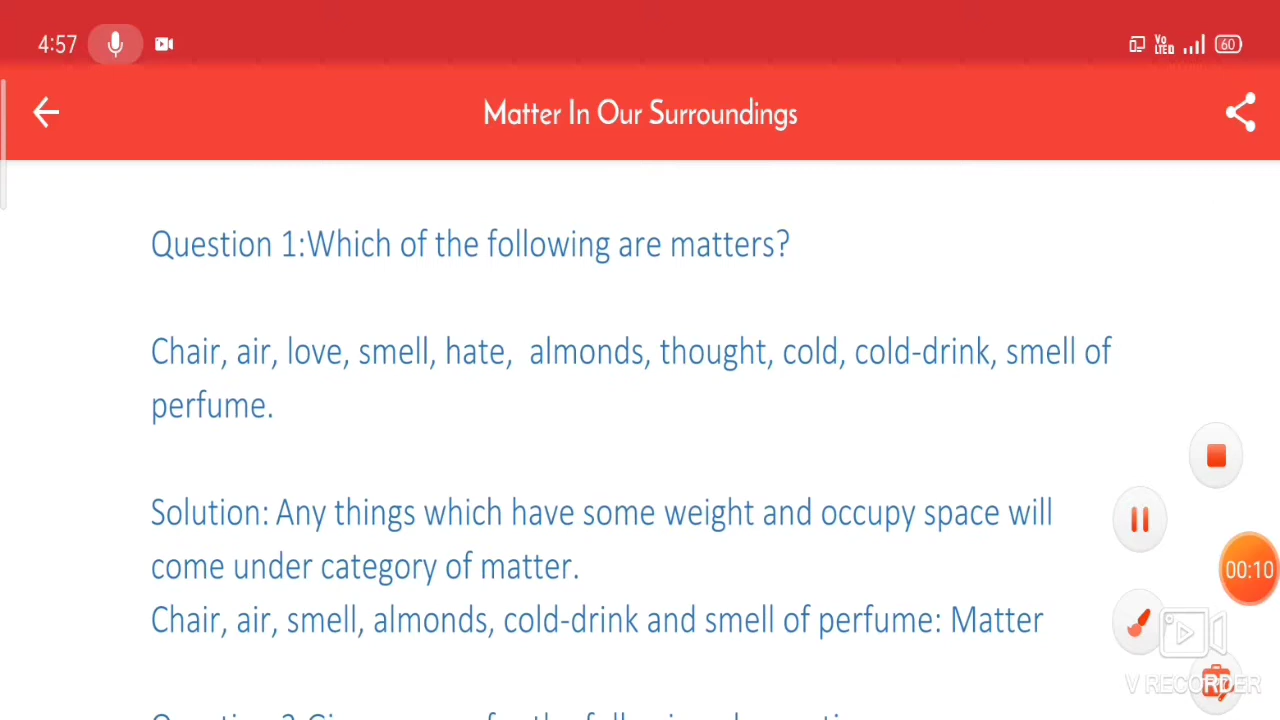 4:57
Vo LTED
60
Matter In Our Surroundings
Question 1:Which of the following are matters?
Chair, air, love, smell, hate, almonds, thought, cold, cold-drink, smell of
perfume.
Solution: Any things which have some weight and occupy space will
come under category of matter.
Chair, air, smell, almonds, cold-drink and smell of perfume: Matter
00:10
V RECORDER